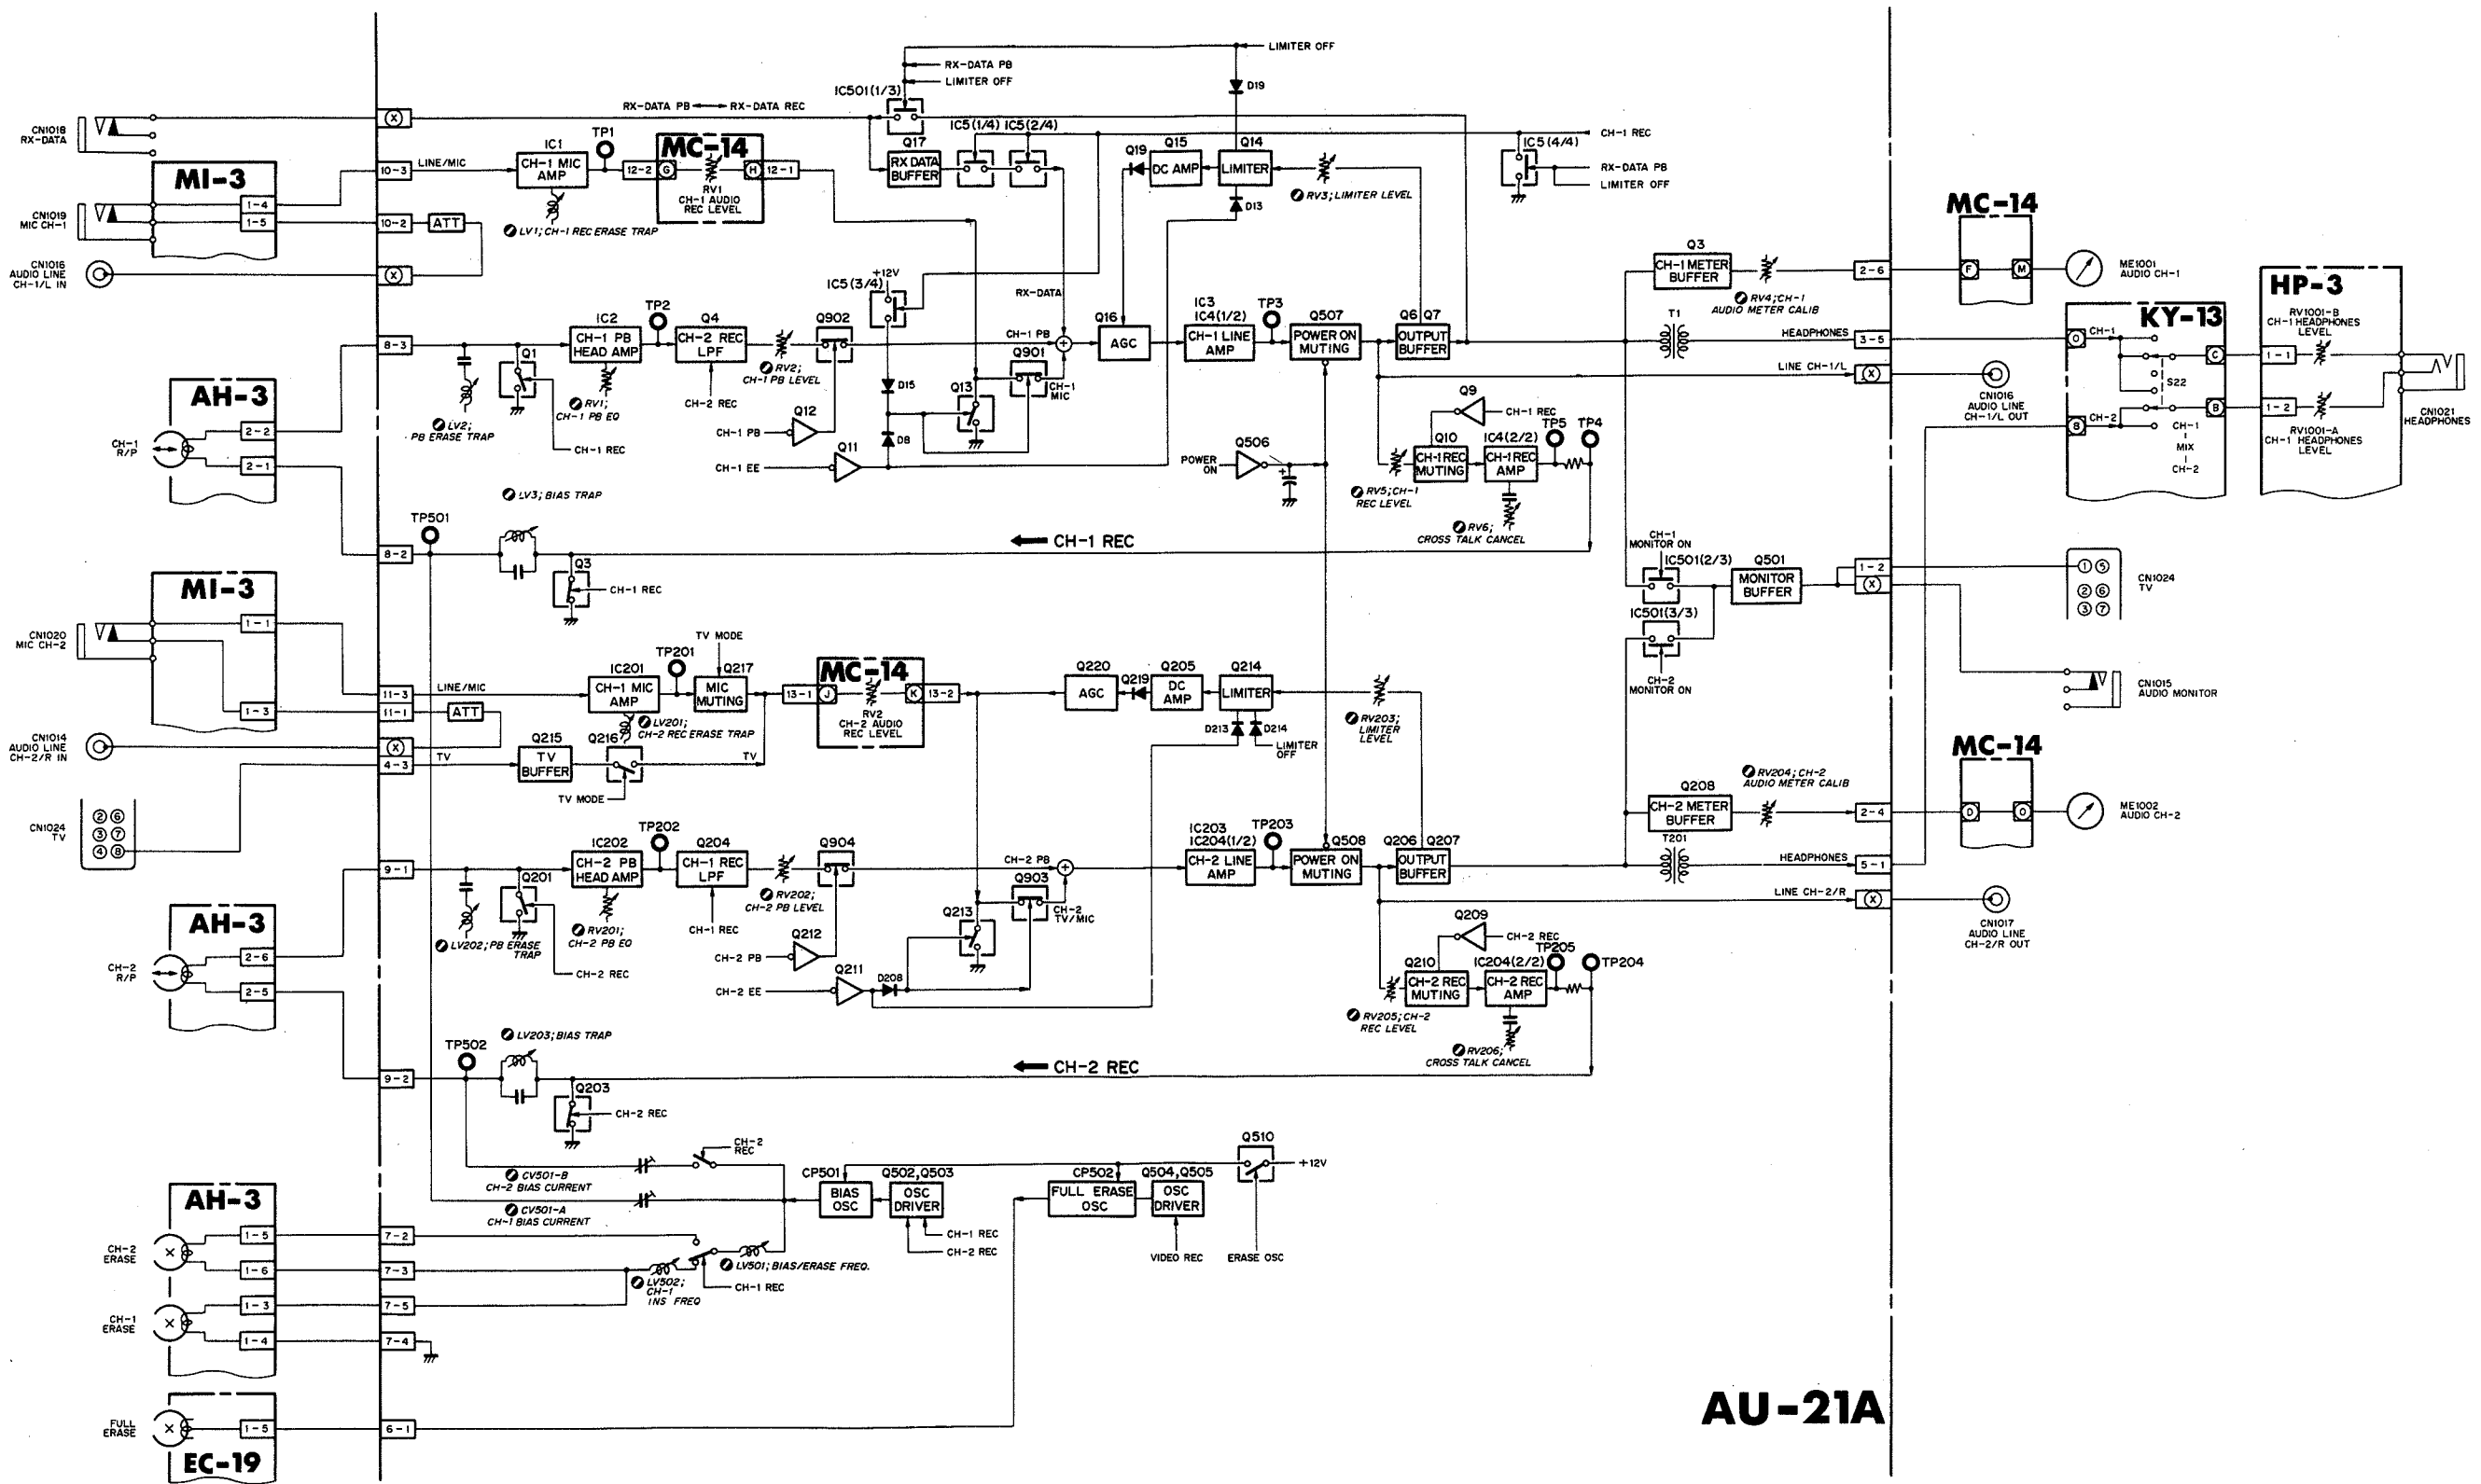 LIMITER OFF
RX-DATA PB
LIMITER OFF
D19
IC501(1/3)
RX-DATA PB ↔ RX-DATA REC
CN1018
RX-DATA
X
MI-3
1-4
1-5
CN1019
MIC CH-1
CN1016
AUDIO LINE
CH-1/L IN
10-3
LINE/MIC
10-2
ATT
X
IC1
CH-1 MIC
AMP
TP1
LV1; CH-1 REC ERASE TRAP
MC-14
12-2
G
H
12-1
RV1
CH-1 AUDIO
REC LEVEL
Q17
RX DATA
BUFFER
IC5(1/4)
IC5(2/4)
Q19
Q15
DC AMP
Q14
LIMITER
D13
RV3; LIMITER LEVEL
CH-1 REC
IC5(4/4)
RX-DATA PB
LIMITER OFF
MC-14
F
M
ME1001
AUDIO CH-1
Q3
CH-1 METER
BUFFER
RV4; CH-1
AUDIO METER CALIB
2-6
8-3
LV2;
PB ERASE TRAP
Q1
CH-1 REC
IC2
CH-1 PB
HEAD AMP
RV1;
CH-1 PB EQ
TP2
Q4
CH-2 REC
LPF
CH-2 REC
RV2;
CH-1 PB LEVEL
Q902
+12V
IC5(3/4)
D15
D8
Q12
CH-1 PB
Q11
CH-1 EE
Q13
Q901
CH-1
MIC
RX-DATA
CH-1 PB
Q16
AGC
IC3
IC4(1/2)
CH-1 LINE
AMP
TP3
Q507
POWER ON
MUTING
Q6 Q7
OUTPUT
BUFFER
T1
HEADPHONES
3-5
LINE CH-1/L
X
CN1016
AUDIO LINE
CH-1/L OUT
KY-13
O
CH-1
8
CH-2
S22
C
B
CH-1
MIX
CH-2
HP-3
RV1001-B
CH-1 HEADPHONES
LEVEL
1-1
1-2
RV1001-A
CH-1 HEADPHONES
LEVEL
CN1021
HEADPHONES
AH-3
CH-1
R/P
2-2
2-1
Q506
POWER
ON
Q9
CH-1 REC
Q10
CH-1 REC
MUTING
RV5; CH-1
REC LEVEL
IC4(2/2)
CH-1 REC
AMP
TP5
TP4
RV6;
CROSS TALK CANCEL
LV3; BIAS TRAP
TP501
8-2
Q3
CH-1 REC
← CH-1 REC
CH-1
MONITOR ON
IC501(2/3)
IC501(3/3)
CH-2
MONITOR ON
Q501
MONITOR
BUFFER
1-2
X
① ⑤
② ⑥
③ ⑦
CN1024
TV
CN1015
AUDIO MONITOR
MI-3
1-1
1-3
CN1020
MIC CH-2
CN1014
AUDIO LINE
CH-2/R IN
11-3
LINE/MIC
11-1
ATT
X
4-3
TV
② ⑥
③ ⑦
④ ⑧
CN1024
TV
IC201
CH-1 MIC
AMP
TP201
TV MODE
Q217
MIC
MUTING
LV201;
CH-2 REC ERASE TRAP
Q215
TV
BUFFER
Q216
TV
TV MODE
MC-14
13-1
J
K
13-2
RV2
CH-2 AUDIO
REC LEVEL
Q220
AGC
Q219
Q205
DC
AMP
Q214
LIMITER
D213
D214
LIMITER
OFF
RV203;
LIMITER
LEVEL
MC-14
D
O
ME1002
AUDIO CH-2
RV204; CH-2
AUDIO METER CALIB
Q208
CH-2 METER
BUFFER
2-4
T201
HEADPHONES
5-1
LINE CH-2/R
X
CN1017
AUDIO LINE
CH-2/R OUT
9-1
LV202; PB ERASE
TRAP
Q201
CH-2 REC
IC202
CH-2 PB
HEAD AMP
RV201;
CH-2 PB EQ
TP202
Q204
CH-1 REC
LPF
CH-1 REC
RV202;
CH-2 PB LEVEL
Q904
Q212
CH-2 PB
Q211
CH-2 EE
D208
Q213
Q903
CH-2
TV/MIC
CH-2 PB
IC203
IC204(1/2)
CH-2 LINE
AMP
TP203
Q508
POWER ON
MUTING
Q206 Q207
OUTPUT
BUFFER
Q209
CH-2 REC
Q210
CH-2 REC
MUTING
RV205; CH-2
REC LEVEL
IC204(2/2)
CH-2 REC
AMP
TP205
TP204
RV206;
CROSS TALK CANCEL
AH-3
CH-2
R/P
2-6
2-5
LV203; BIAS TRAP
TP502
9-2
Q203
CH-2 REC
← CH-2 REC
CH-2
REC
CV501-B
CH-2 BIAS CURRENT
CV501-A
CH-1 BIAS CURRENT
CP501
BIAS
OSC
Q502, Q503
OSC
DRIVER
CH-1 REC
CH-2 REC
CP502
FULL ERASE
OSC
Q504, Q505
OSC
DRIVER
VIDEO REC
Q510
+12V
ERASE OSC
AH-3
CH-2
ERASE
1-5
1-6
CH-1
ERASE
1-3
1-4
7-2
7-3
7-5
7-4
LV502;
CH-1
INS FREQ
LV501; BIAS/ERASE FREQ.
CH-1 REC
FULL
ERASE
1-5
EC-19
6-1
AU-21A